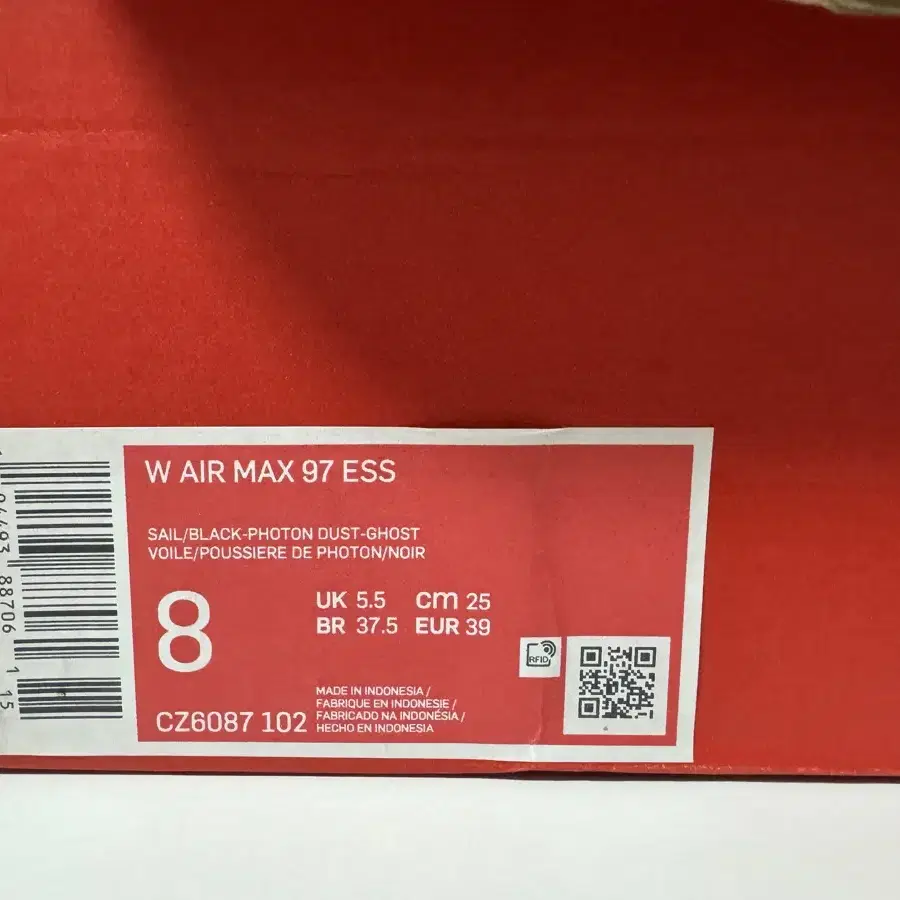 W AIR MAX 97 ESS
SAIL/BLACK-PHOTON DUST-GHOST
VOILE/POUSSIERE DE PHOTON/NOIR
8
UK 5.5 cm 25
BR 37.5 EUR 39
RFID
MADE IN INDONESIA /
FABRIQUE EN INDONESIE /
FABRICADO NA INDONÉSIA /
HECHO EN INDONESIA
CZ6087 102
88706 1 15